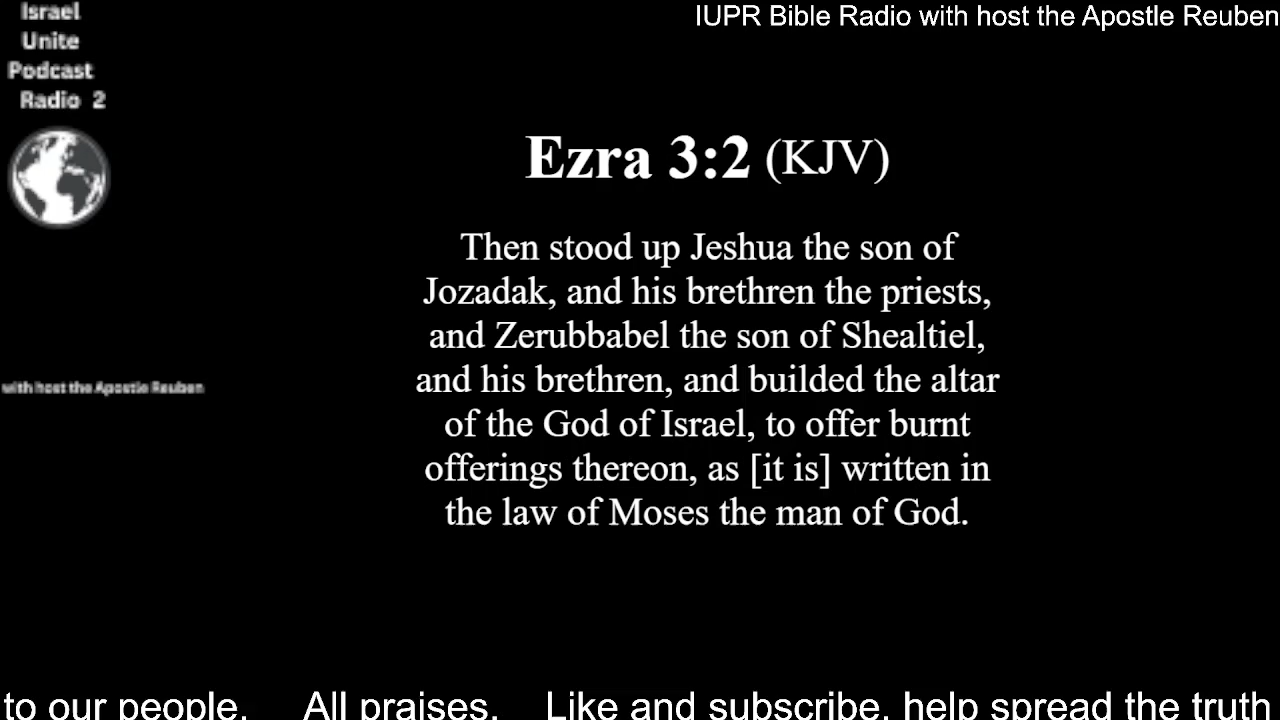 Israel
Unite
Podcast
Radio 2
IUPR Bible Radio with host the Apostle Reuben
Ezra 3:2 (KJV)
Then stood up Jeshua the son of
Jozadak, and his brethren the priests,
and Zerubbabel the son of Shealtiel,
and his brethren, and builded the altar
of the God of Israel, to offer burnt
offerings thereon, as [it is] written in
the law of Moses the man of God.
with host the Apostle Reuben
to our people. All praises. Like and subscribe, help spread the truth